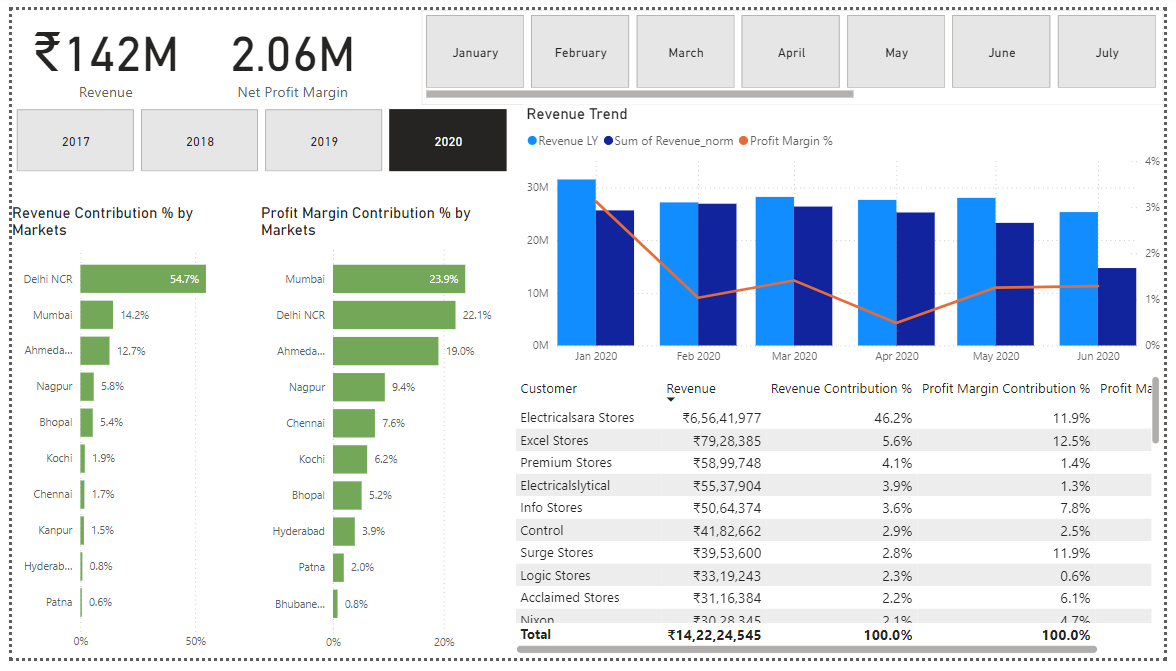 ₹142M
Revenue
2.06M
Net Profit Margin
January February March April May June July
2017 2018 2019 2020
Revenue Trend
Revenue LY Sum of Revenue_norm Profit Margin %
30M
20M
10M
0M
4%
3%
2%
1%
0%
Jan 2020 Feb 2020 Mar 2020 Apr 2020 May 2020 Jun 2020
Revenue Contribution % by
Markets
Delhi NCR 54.7%
Mumbai 14.2%
Ahmeda... 12.7%
Nagpur 5.8%
Bhopal 5.4%
Kochi 1.9%
Chennai 1.7%
Kanpur 1.5%
Hyderab... 0.8%
Patna 0.6%
0% 50%
Profit Margin Contribution % by
Markets
Mumbai 23.9%
Delhi NCR 22.1%
Ahmeda... 19.0%
Nagpur 9.4%
Chennai 7.6%
Kochi 6.2%
Bhopal 5.2%
Hyderabad 3.9%
Patna 2.0%
Bhubane... 0.8%
0% 20%
Customer Revenue Revenue Contribution % Profit Margin Contribution % Profit Ma
Electricalsara Stores ₹6,56,41,977 46.2% 11.9%
Excel Stores ₹79,28,385 5.6% 12.5%
Premium Stores ₹58,99,748 4.1% 1.4%
Electricalslytical ₹55,37,904 3.9% 1.3%
Info Stores ₹50,64,374 3.6% 7.8%
Control ₹41,82,662 2.9% 2.5%
Surge Stores ₹39,53,600 2.8% 11.9%
Logic Stores ₹33,19,243 2.3% 0.6%
Acclaimed Stores ₹31,16,384 2.2% 6.1%
Nixon ₹30,28,345 2.1% 4.7%
Total ₹14,22,24,545 100.0% 100.0%